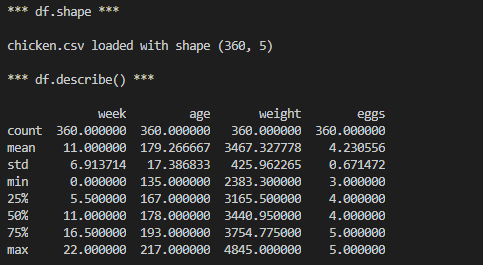 *** df.shape ***
chicken.csv loaded with shape (360, 5)
*** df.describe() ***
week age weight eggs
count 360.000000 360.000000 360.000000 360.000000
mean 11.000000 179.266667 3467.327778 4.230556
std 6.913714 17.386833 425.962265 0.671472
min 0.000000 135.000000 2383.300000 3.000000
25% 5.500000 167.000000 3165.500000 4.000000
50% 11.000000 178.000000 3440.950000 4.000000
75% 16.500000 193.000000 3754.775000 5.000000
max 22.000000 217.000000 4845.000000 5.000000